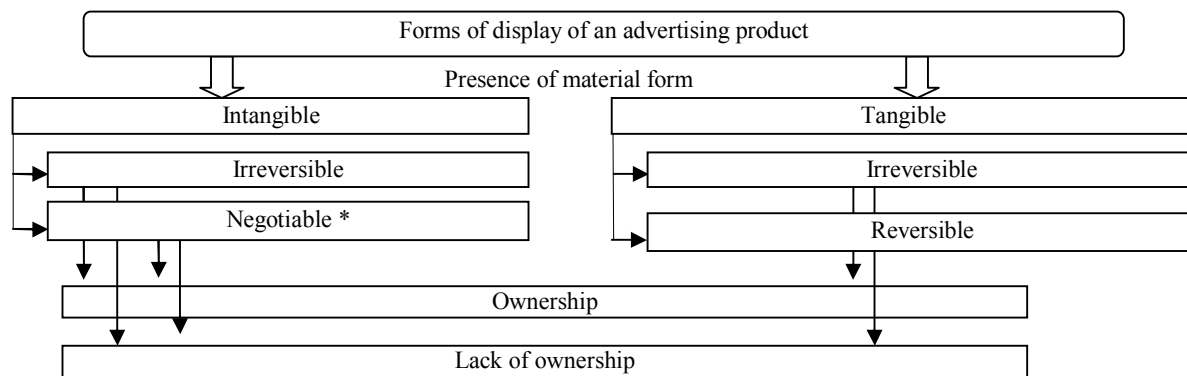 Forms of display of an advertising product
Presence of material form
Intangible
Tangible
Irreversible
Irreversible
Negotiable *
Reversible
Ownership
Lack of ownership